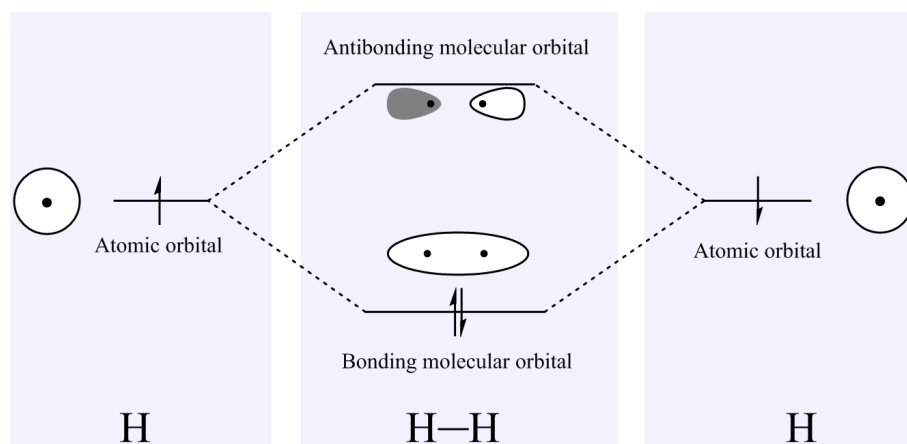 Antibonding molecular orbital
Atomic orbital
Atomic orbital
Bonding molecular orbital
H
H—H
H